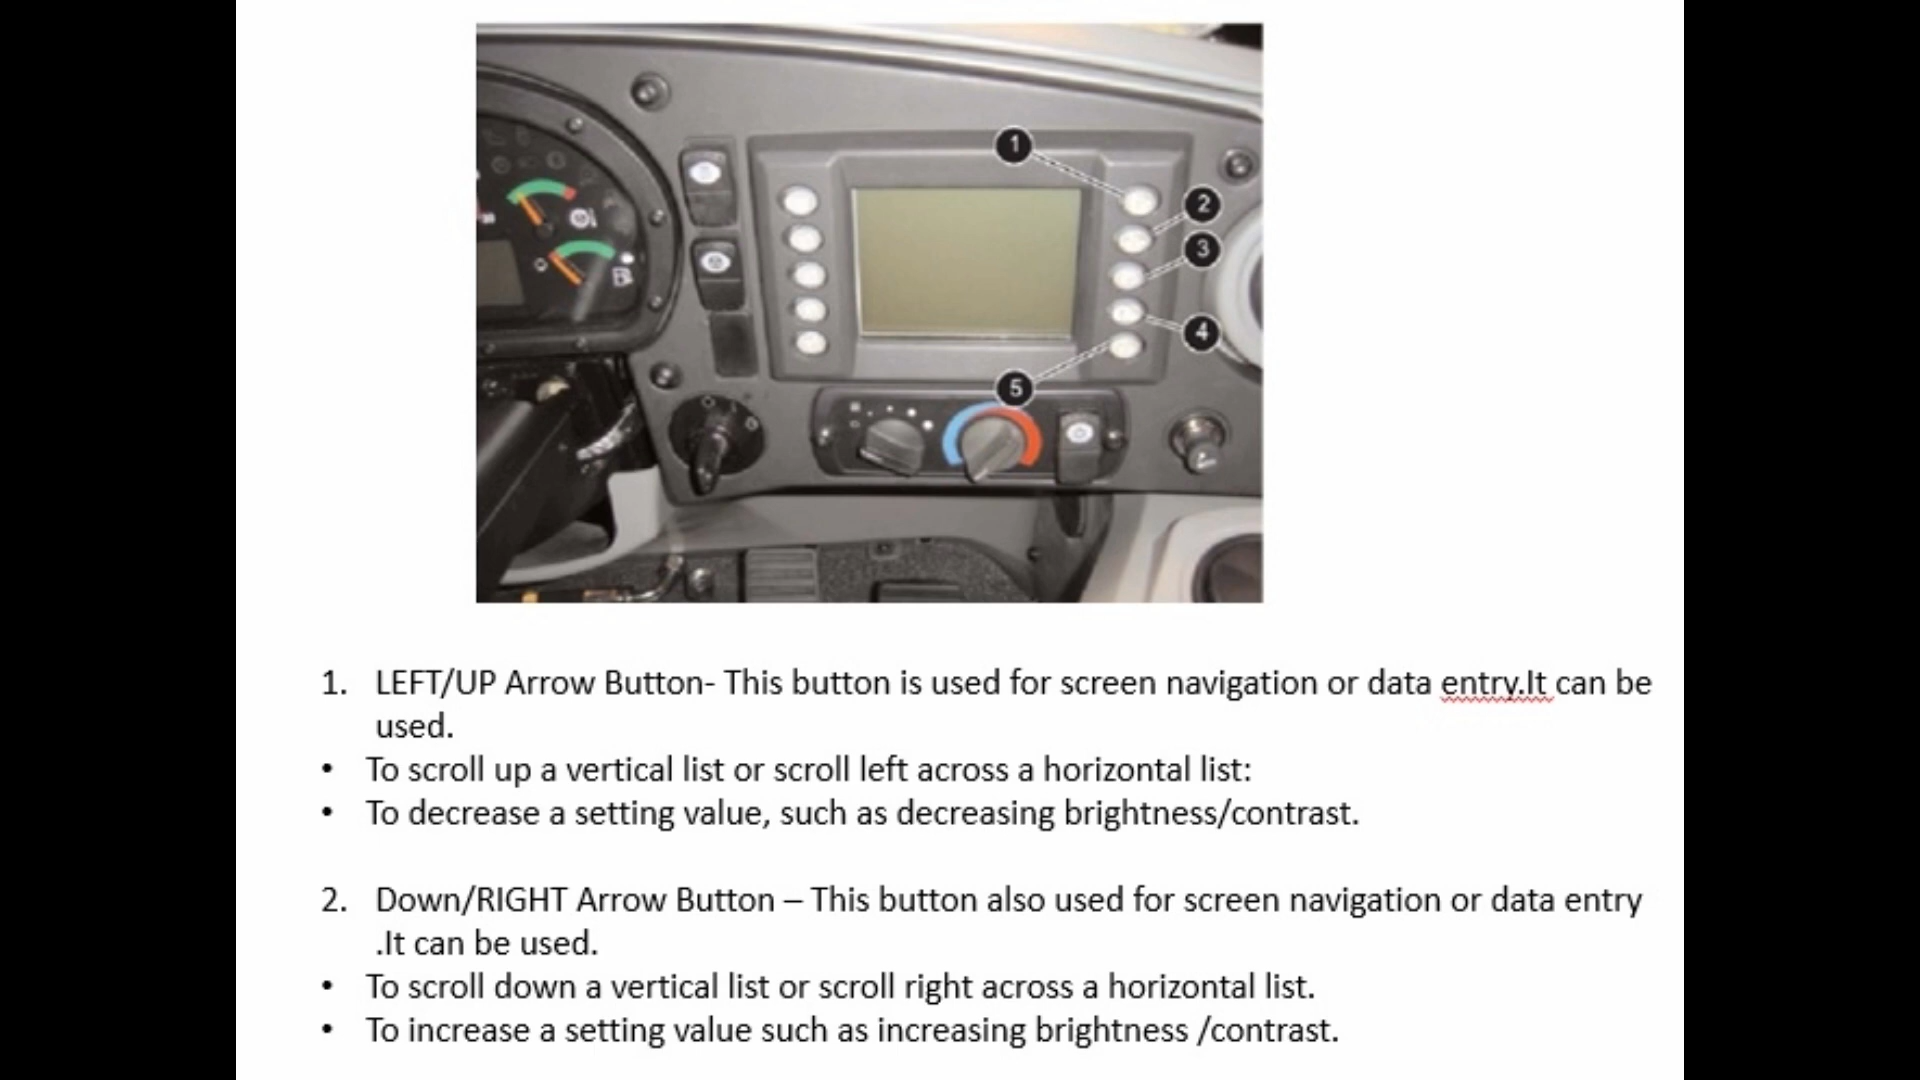 1
2
3
4
5
1. LEFT/UP Arrow Button- This button is used for screen navigation or data entry.It can be
used.
• To scroll up a vertical list or scroll left across a horizontal list:
• To decrease a setting value, such as decreasing brightness/contrast.
2. Down/RIGHT Arrow Button – This button also used for screen navigation or data entry
.It can be used.
• To scroll down a vertical list or scroll right across a horizontal list.
• To increase a setting value such as increasing brightness /contrast.